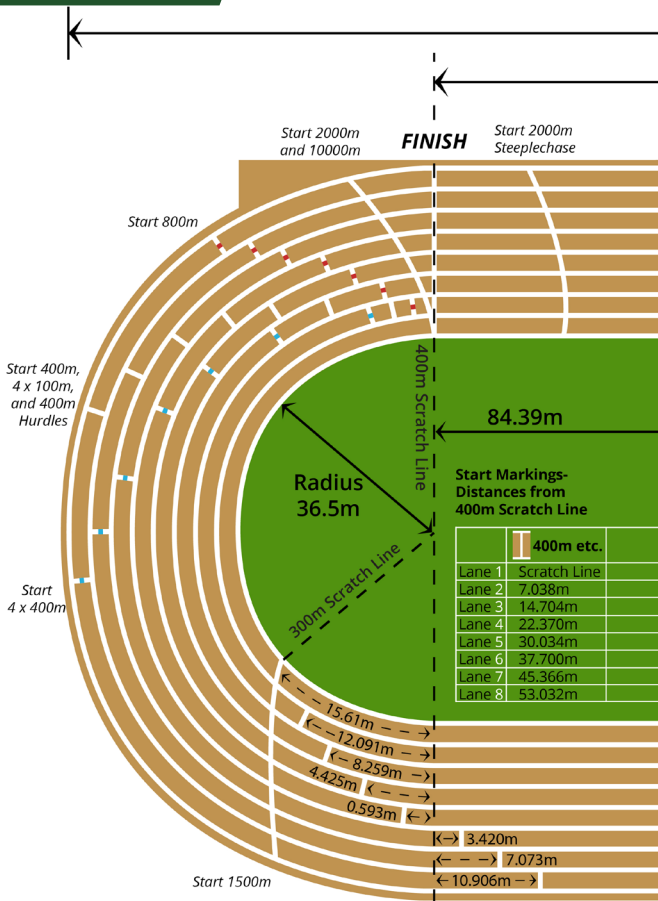 Start 2000m
and 10000m
FINISH
Start 2000m
Steeplechase
Start 800m
Start 400m,
4 x 100m,
and 400m
Hurdles
400m Scratch Line
84.39m
Radius
36.5m
Start Markings-
Distances from
400m Scratch Line
400m etc.
Lane 1 Scratch Line
Lane 2 7.038m
Lane 3 14.704m
Lane 4 22.370m
Lane 5 30.034m
Lane 6 37.700m
Lane 7 45.366m
Lane 8 53.032m
300m Scratch Line
Start
4 x 400m
15.61m
12.091m
8.259m
4.425m
0.593m
3.420m
7.073m
10.906m
Start 1500m